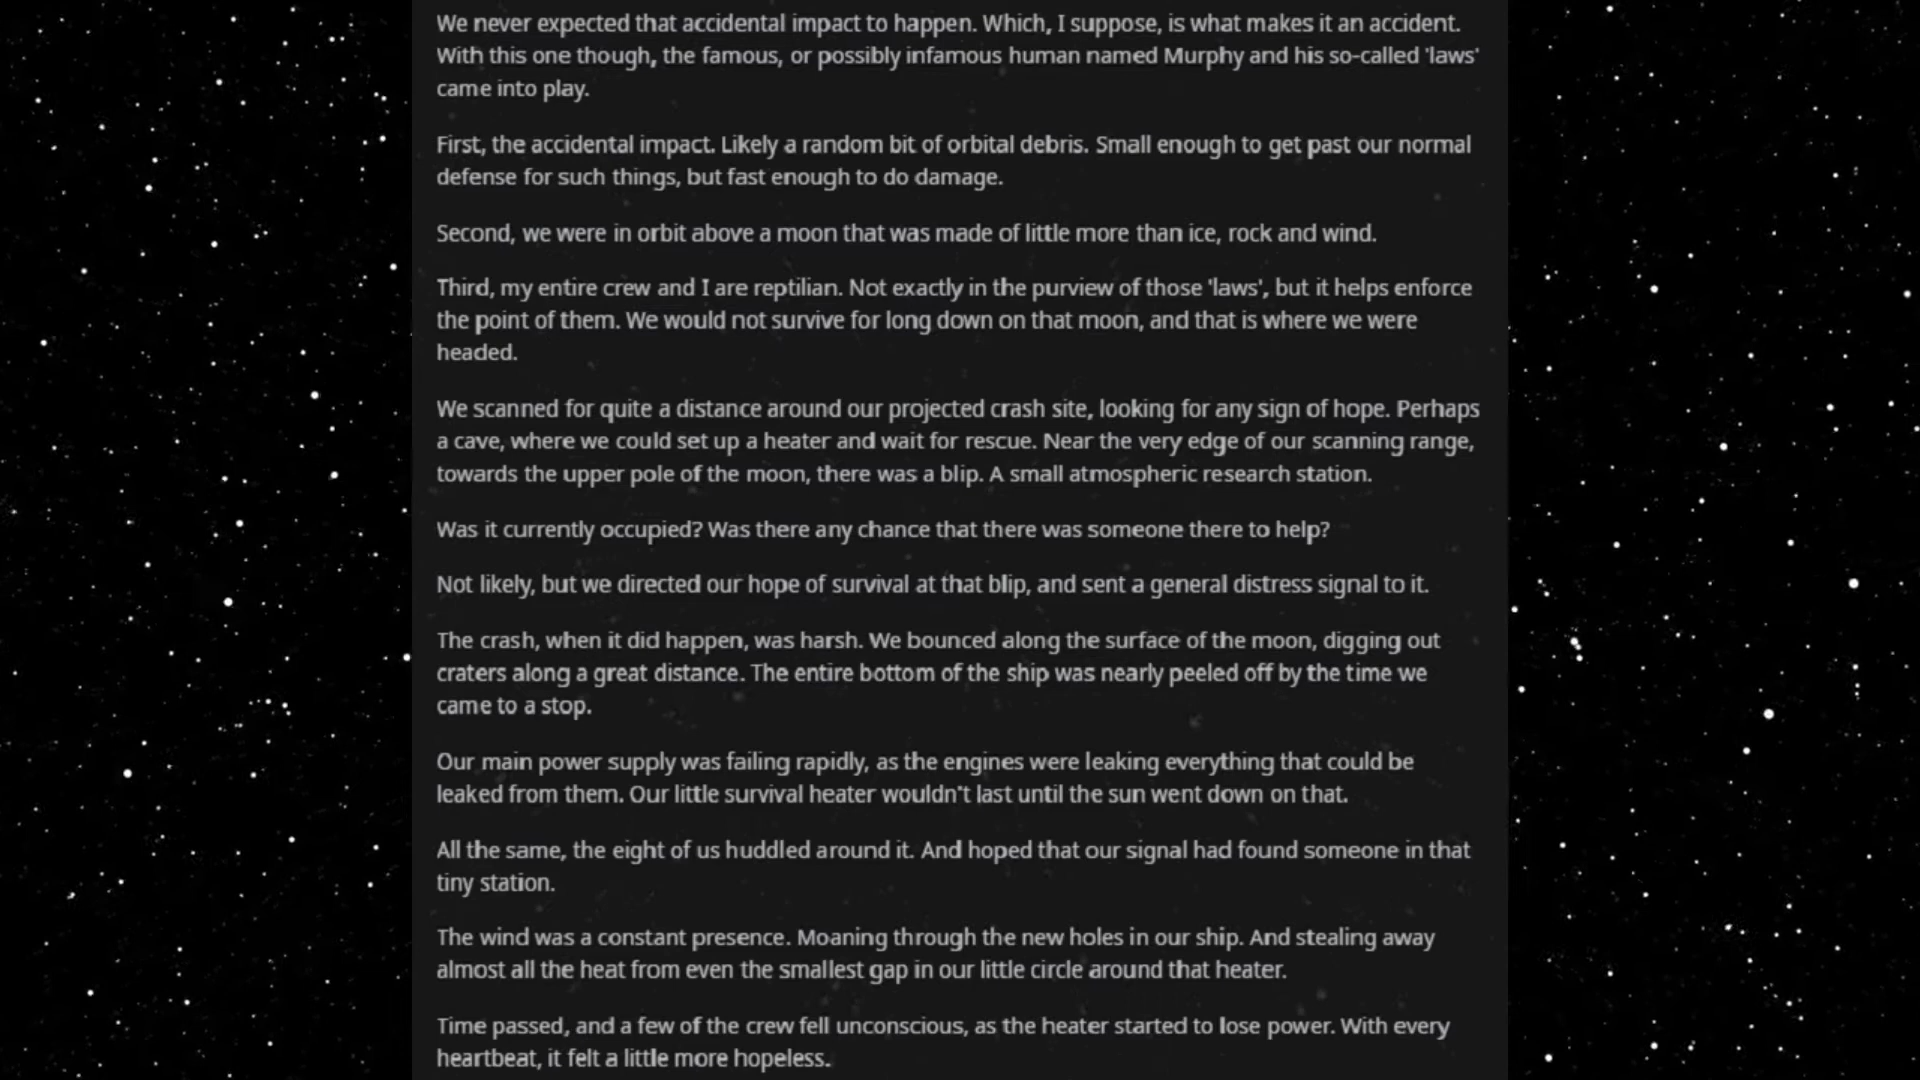 We never expected that accidental impact to happen. Which, I suppose, is what makes it an accident.
With this one though, the famous, or possibly infamous human named Murphy and his so-called 'laws'
came into play.
First, the accidental impact. Likely a random bit of orbital debris. Small enough to get past our normal
defense for such things, but fast enough to do damage.
Second, we were in orbit above a moon that was made of little more than ice, rock and wind.
Third, my entire crew and I are reptilian. Not exactly in the purview of those 'laws', but it helps enforce
the point of them. We would not survive for long down on that moon, and that is where we were
headed.
We scanned for quite a distance around our projected crash site, looking for any sign of hope. Perhaps
a cave, where we could set up a heater and wait for rescue. Near the very edge of our scanning range,
towards the upper pole of the moon, there was a blip. A small atmospheric research station.
Was it currently occupied? Was there any chance that there was someone there to help?
Not likely, but we directed our hope of survival at that blip, and sent a general distress signal to it.
The crash, when it did happen, was harsh. We bounced along the surface of the moon, digging out
craters along a great distance. The entire bottom of the ship was nearly peeled off by the time we
came to a stop.
Our main power supply was failing rapidly, as the engines were leaking everything that could be
leaked from them. Our little survival heater wouldn't last until the sun went down on that.
All the same, the eight of us huddled around it. And hoped that our signal had found someone in that
tiny station.
The wind was a constant presence. Moaning through the new holes in our ship. And stealing away
almost all the heat from even the smallest gap in our little circle around that heater.
Time passed, and a few of the crew fell unconscious, as the heater started to lose power. With every
heartbeat, it felt a little more hopeless.